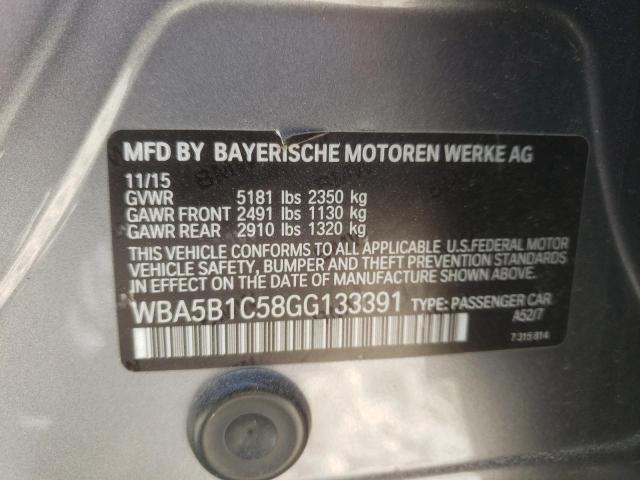 MFD BY BAYERISCHE MOTOREN WERKE AG
11/15
GVWR 5181 lbs 2350 kg
GAWR FRONT 2491 lbs 1130 kg
GAWR REAR 2910 lbs 1320 kg
THIS VEHICLE CONFORMS TO ALL APPLICABLE U.S.FEDERAL MOTOR
VEHICLE SAFETY, BUMPER AND THEFT PREVENTION STANDARDS
IN EFFECT ON THE DATE OF MANUFACTURE SHOWN ABOVE.
WBA5B1C58GG133391 TYPE: PASSENGER CAR
A52/7
7 315 814